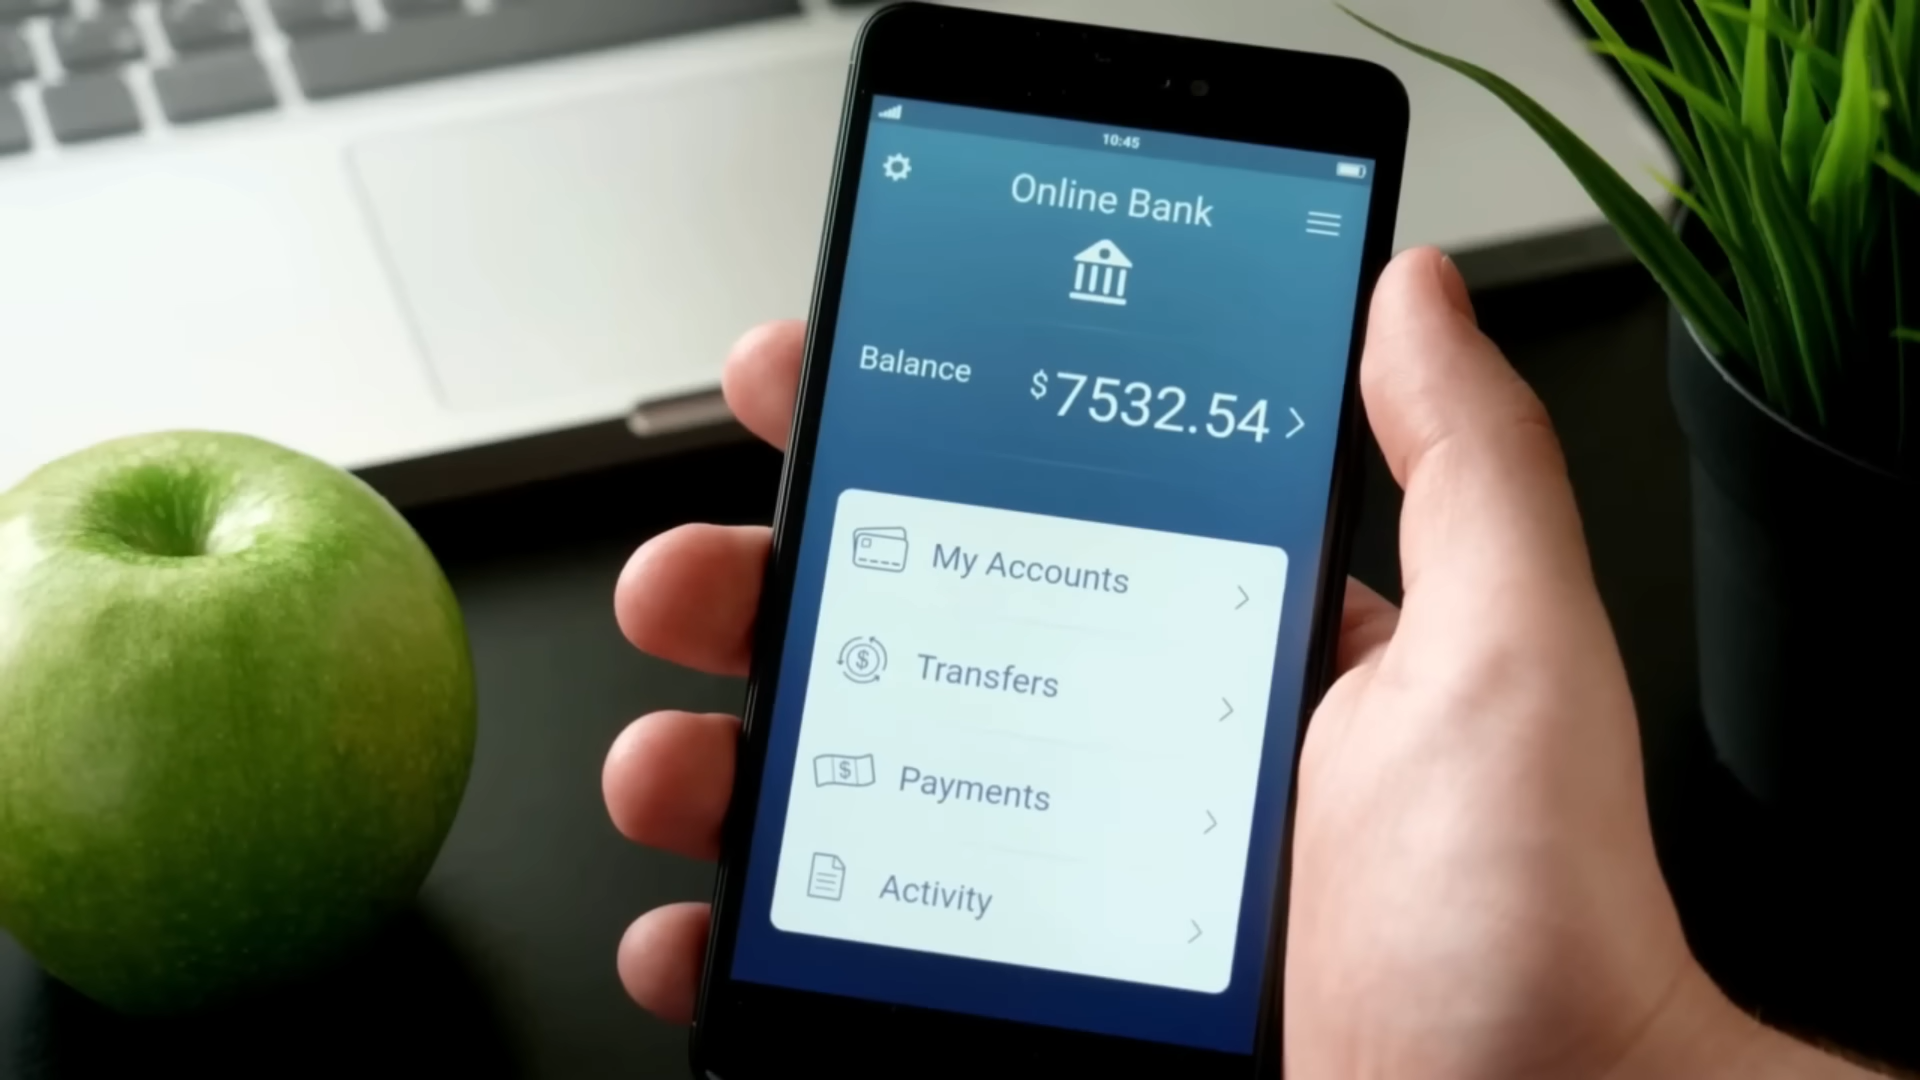 10:45
Online Bank
Balance $7532.54
My Accounts
Transfers
Payments
Activity